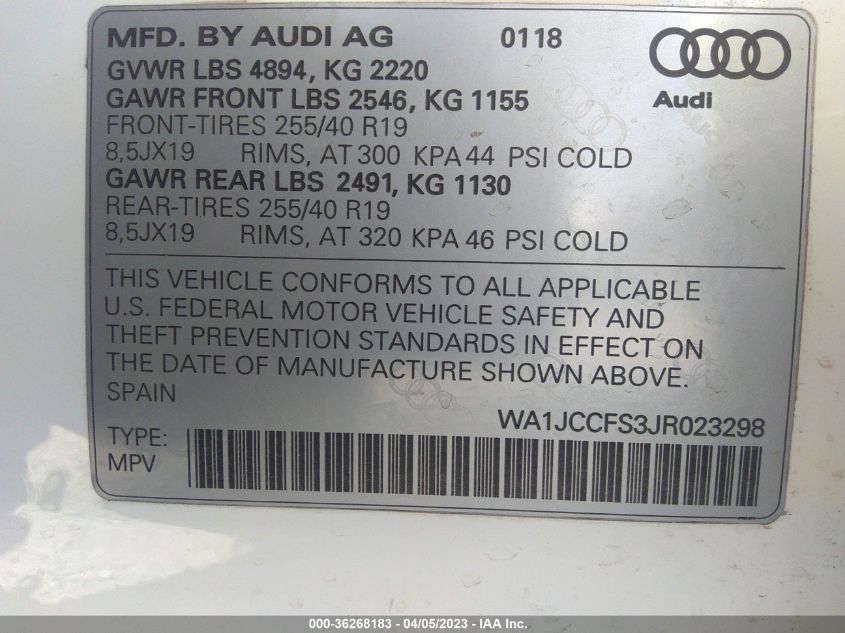 MFD. BY AUDI AG 0118
GVWR LBS 4894, KG 2220
GAWR FRONT LBS 2546, KG 1155
Audi
FRONT-TIRES 255/40 R19
8,5JX19 RIMS, AT 300 KPA 44 PSI COLD
GAWR REAR LBS 2491, KG 1130
REAR-TIRES 255/40 R19
8,5JX19 RIMS, AT 320 KPA 46 PSI COLD
THIS VEHICLE CONFORMS TO ALL APPLICABLE
U.S. FEDERAL MOTOR VEHICLE SAFETY AND
THEFT PREVENTION STANDARDS IN EFFECT ON
THE DATE OF MANUFACTURE SHOWN ABOVE.
SPAIN
WA1JCCFS3JR023298
TYPE:
MPV
000-36268183 - 04/05/2023 - IAA Inc.